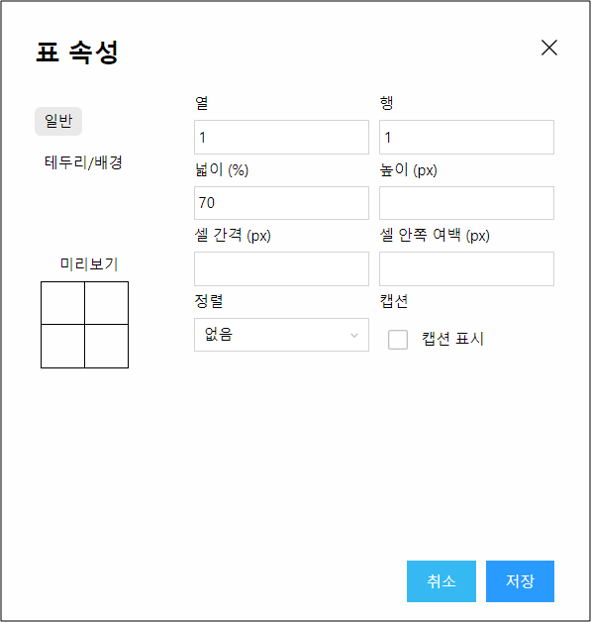 표 속성
일반
테두리/배경
미리보기
열
행
1
1
넓이 (%)
높이 (px)
70
셀 간격 (px)
셀 안쪽 여백 (px)
정렬
캡션
없음
캡션 표시
취소
저장